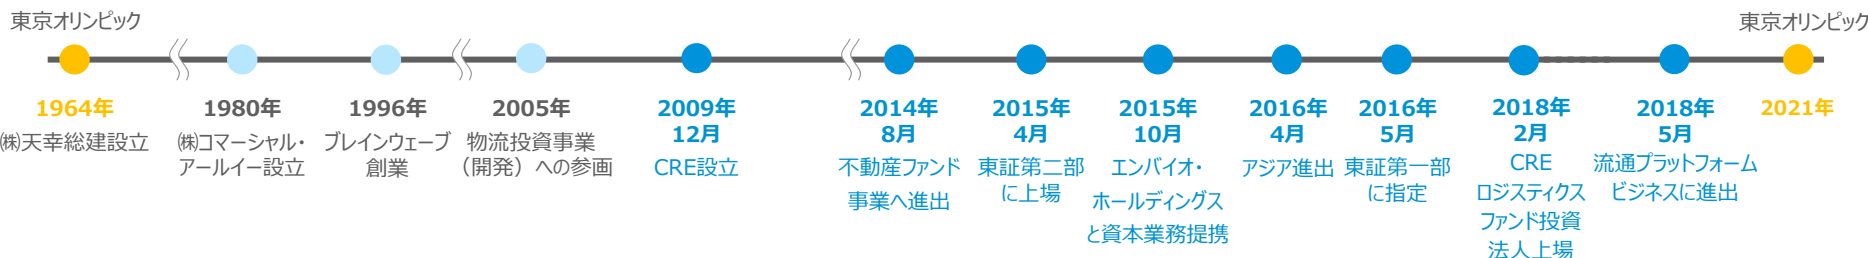 東京オリンピック
東京オリンピック
1964年
㈱天幸総建設立
1980年
㈱コマーシャル・
アールイー設立
1996年
ブレインウェーブ
創業
2005年
物流投資事業
（開発）への参画
2009年
12月
CRE設立
2014年
8月
不動産ファンド
事業へ進出
2015年
4月
東証第二部
に上場
2015年
10月
エンバイオ・
ホールディングス
と資本業務提携
2016年
4月
アジア進出
2016年
5月
東証第一部
に指定
2018年
2月
CRE
ロジスティクス
ファンド投資
法人上場
2018年
5月
流通プラットフォーム
ビジネスに進出
2021年